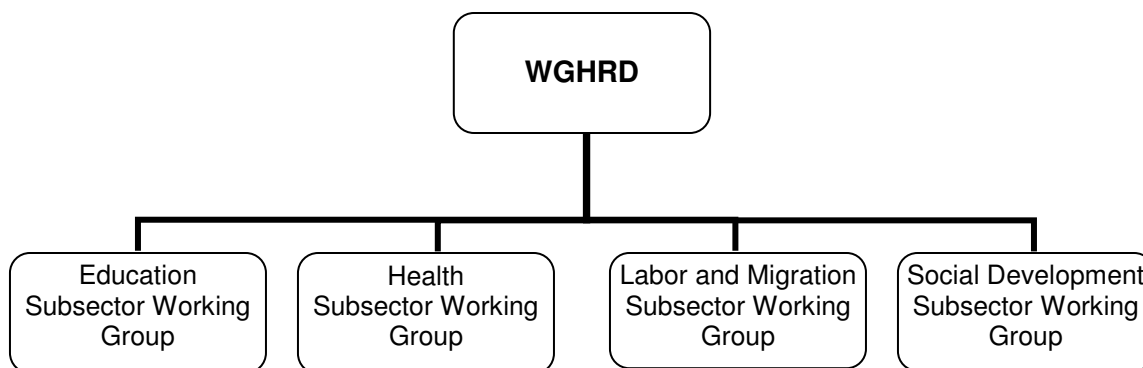 WGHRD
Education
Subsector Working
Group
Health
Subsector Working
Group
Labor and Migration
Subsector Working
Group
Social Development
Subsector Working
Group